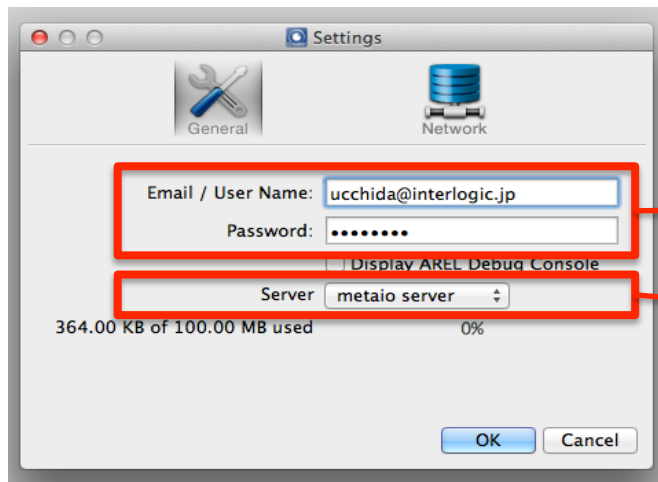 Settings
General
Network
Email / User Name: ucchida@interlogic.jp
Password: ••••••••
Display AREL Debug Console
Server metaio server
364.00 KB of 100.00 MB used 0%
OK Cancel